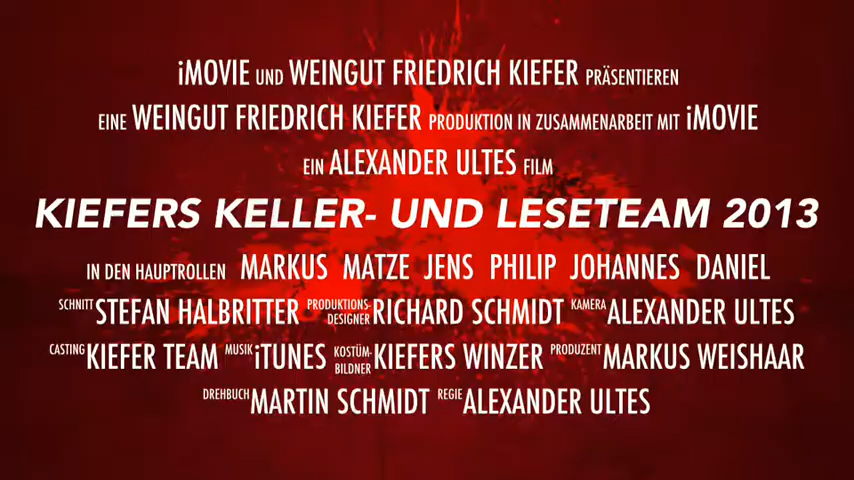 iMOVIE UND WEINGUT FRIEDRICH KIEFER PRÄSENTIEREN
EINE WEINGUT FRIEDRICH KIEFER PRODUKTION IN ZUSAMMENARBEIT MIT iMOVIE
EIN ALEXANDER ULTES FILM
KIEFERS KELLER- UND LESETEAM 2013
IN DEN HAUPTROLLEN MARKUS MATZE JENS PHILIP JOHANNES DANIEL
SCHNITT STEFAN HALBRITTER PRODUKTIONS-DESIGNER RICHARD SCHMIDT KAMERA ALEXANDER ULTES
CASTING KIEFER TEAM MUSIK iTUNES KOSTÜM-BILDNER KIEFERS WINZER PRODUZENT MARKUS WEISHAAR
DREHBUCH MARTIN SCHMIDT REGIE ALEXANDER ULTES